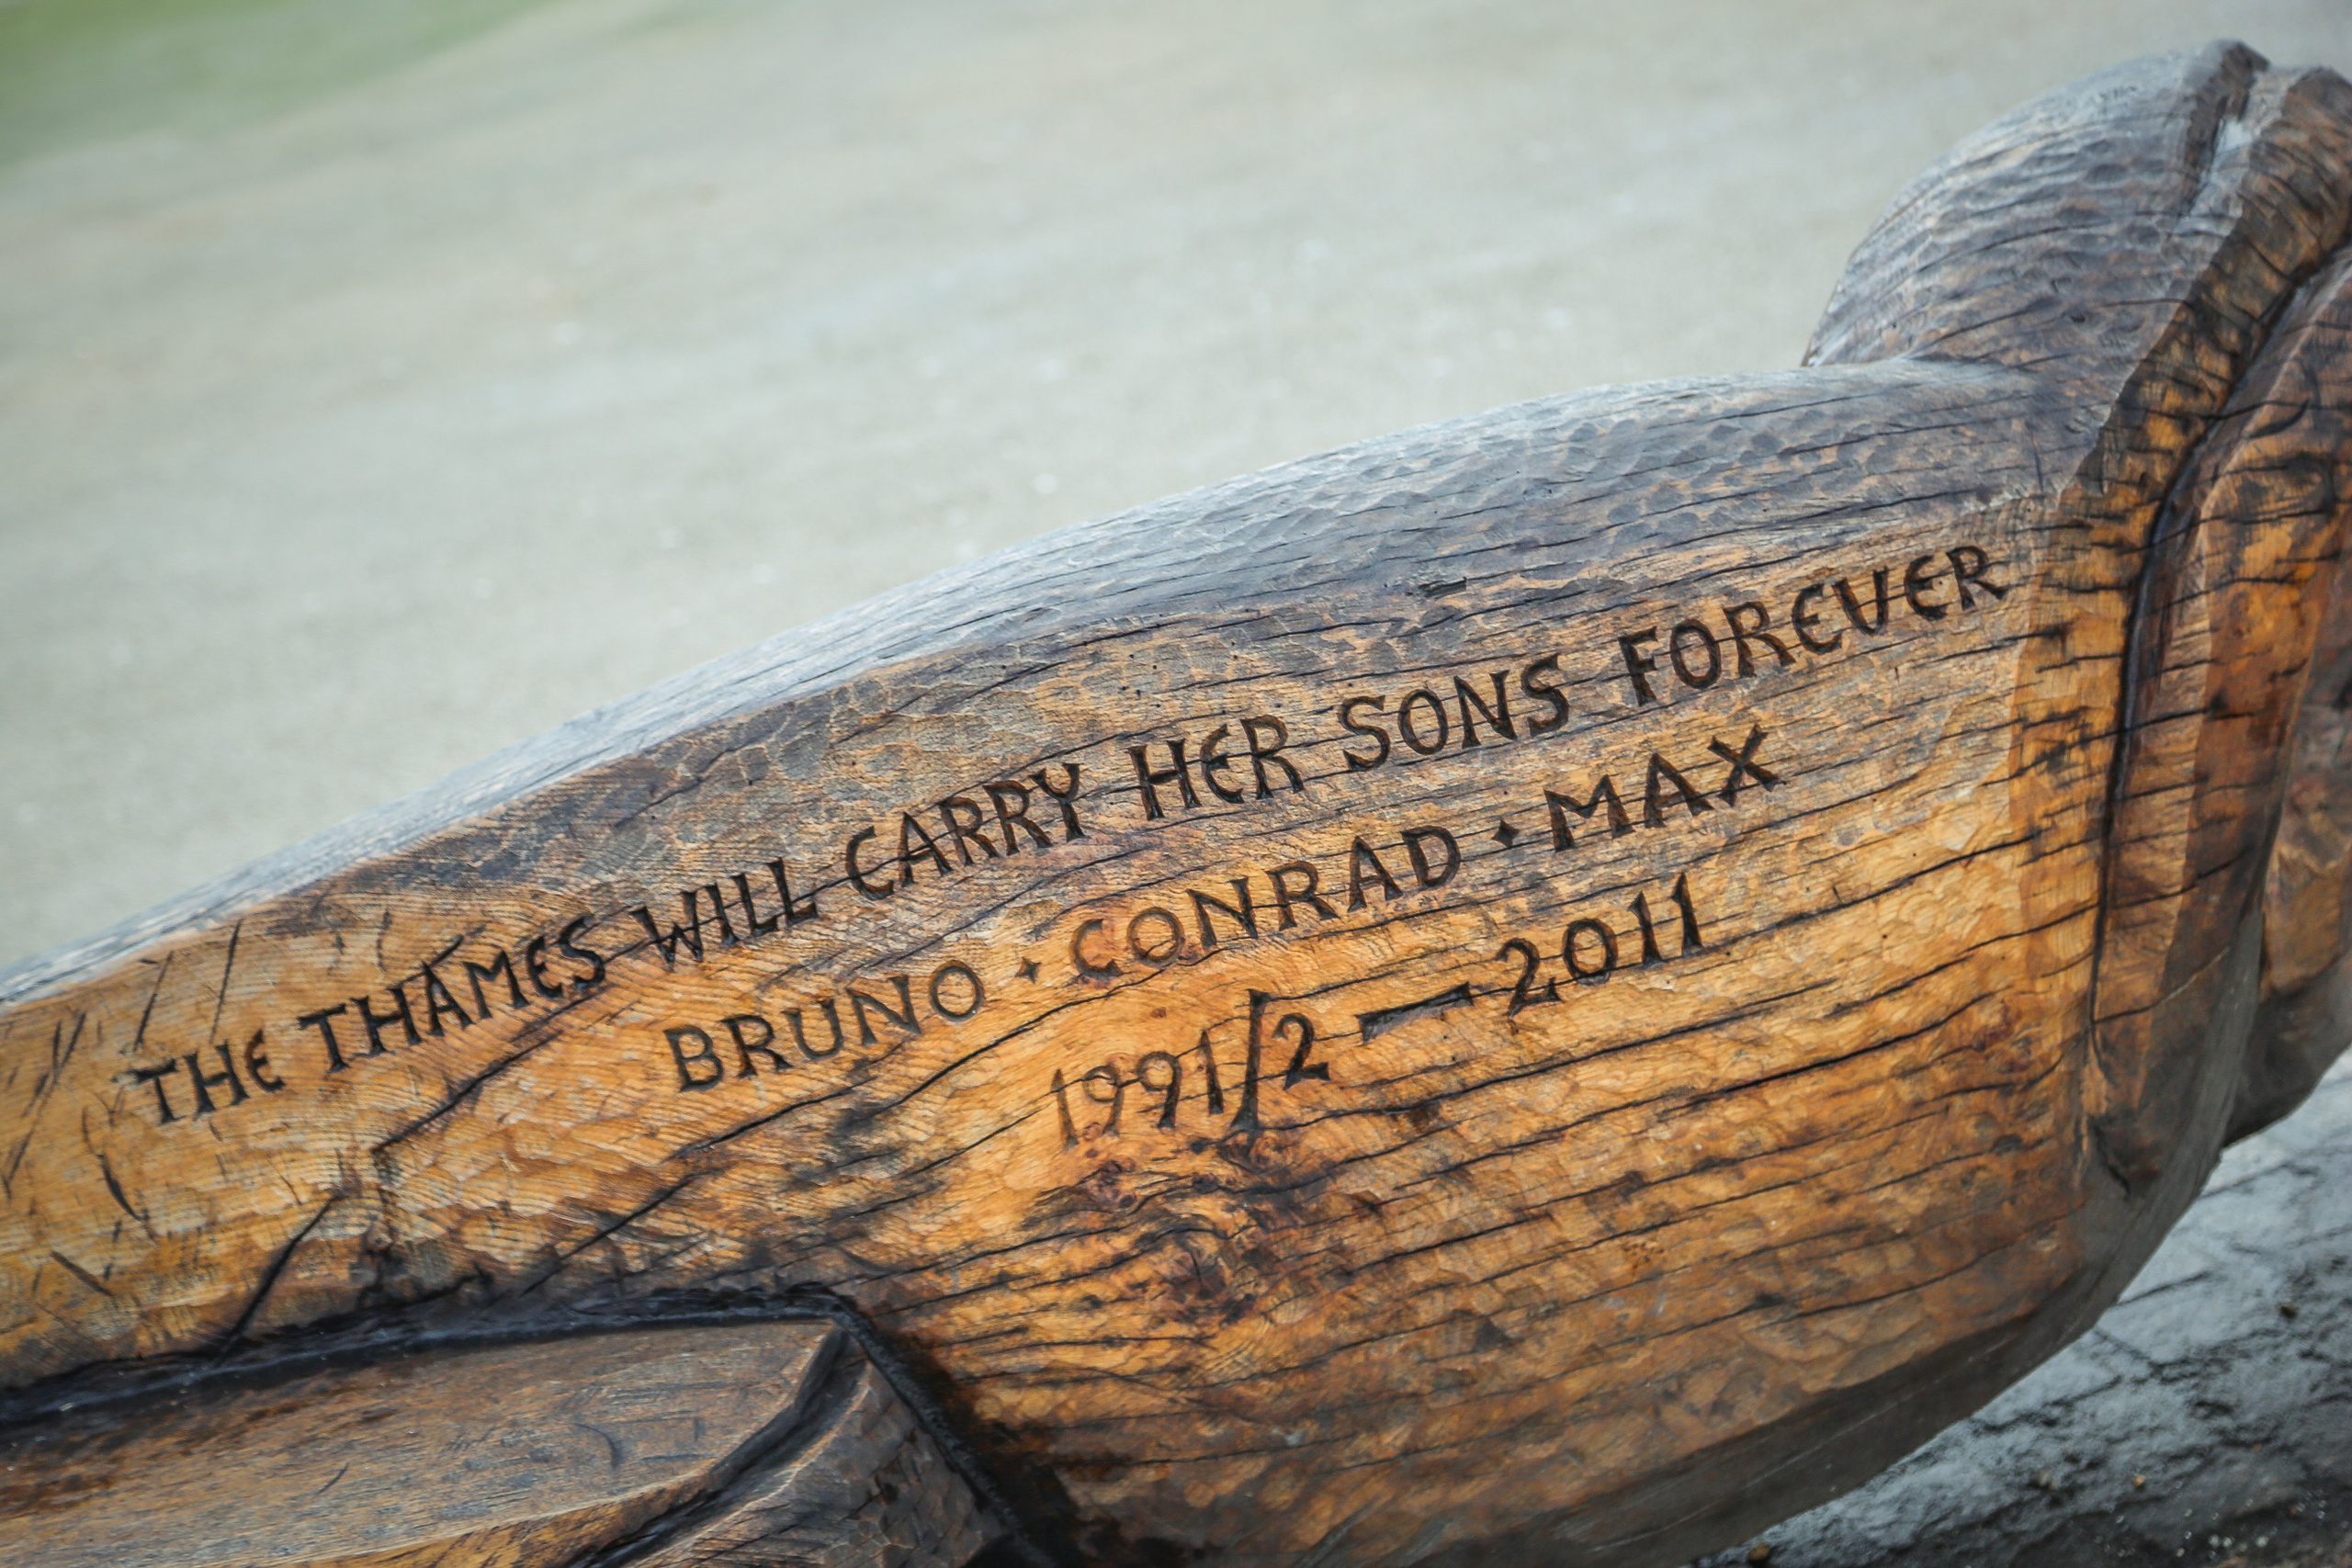 THE THAMES WILL CARRY HER SONS FOREVER
BRUNO · CONRAD · MAX
1991/2 — 2011